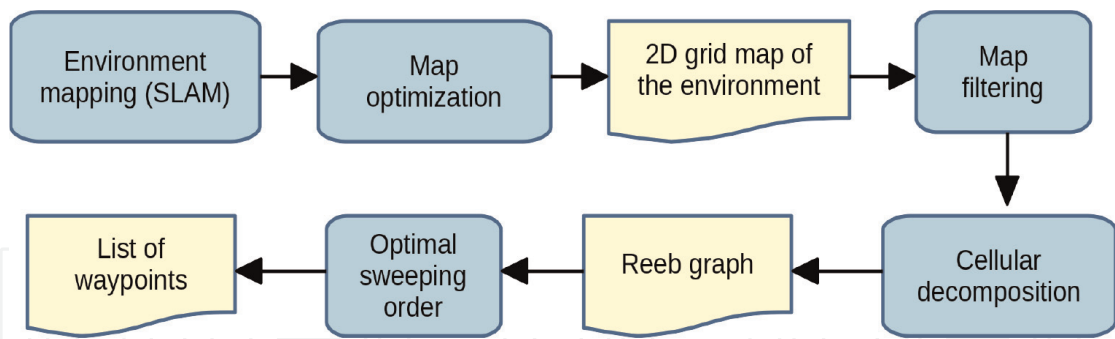 Environment
mapping (SLAM)
Map
optimization
2D grid map of
the environment
Map
filtering
Cellular
decomposition
Reeb graph
Optimal
sweeping
order
List of
waypoints